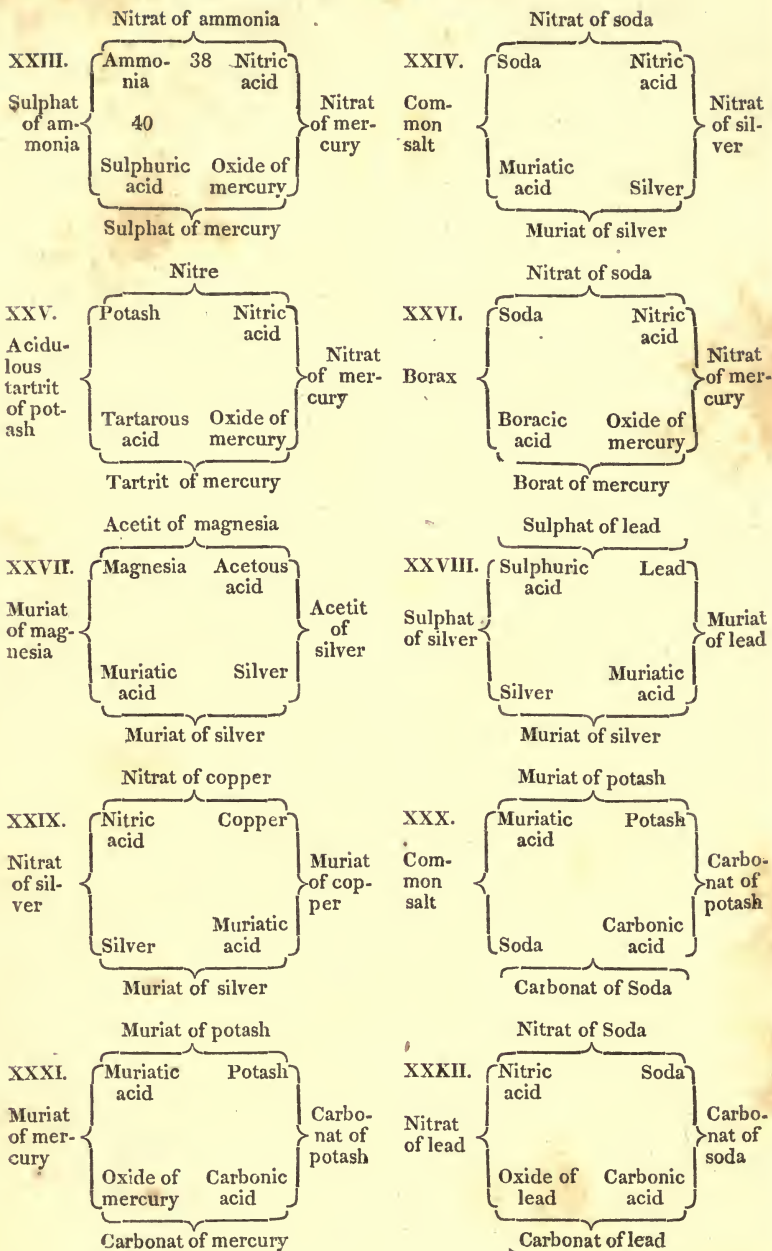 Nitrat of ammonia
XXIII. Ammo- 38 Nitric
nia acid
Sulphat
of am-
monia
40
Nitrat
of mer-
cury
Sulphuric Oxide of
acid mercury
Sulphat of mercury
Nitrat of soda
XXIV. Soda Nitric
acid
Com-
mon
salt
Nitrat
of sil-
ver
Muriatic
acid Silver
Muriat of silver
Nitre
XXV. Potash Nitric
acid
Acidu-
lous
tartrit
of pot-
ash
Nitrat
of mer-
cury
Tartarous Oxide of
acid mercury
Tartrit of mercury
Nitrat of soda
XXVI. Soda Nitric
acid
Borax
Nitrat
of mer-
cury
Boracic Oxide of
acid mercury
Borat of mercury
Acetit of magnesia
XXVII. Magnesia Acetous
acid
Muriat
of mag-
nesia
Acetit
of
silver
Muriatic Silver
acid
Muriat of silver
Sulphat of lead
XXVIII. Sulphuric Lead
acid
Sulphat
of silver
Muriat
of lead
Muriatic
Silver acid
Muriat of silver
Nitrat of copper
XXIX. Nitric Copper
acid
Nitrat
of sil-
ver
Muriat
of cop-
per
Muriatic
Silver acid
Muriat of silver
Muriat of potash
XXX. Muriatic Potash
acid
Com-
mon
salt
Carbo-
nat of
potash
Carbonic
Soda acid
Carbonat of Soda
Muriat of potash
XXXI. Muriatic Potash
acid
Muriat
of mer-
cury
Carbo-
nat of
potash
Oxide of Carbonic
mercury acid
Carbonat of mercury
Nitrat of Soda
XXXII. Nitric Soda
acid
Nitrat
of lead
Carbo-
nat of
soda
Oxide of Carbonic
lead acid
Carbonat of lead